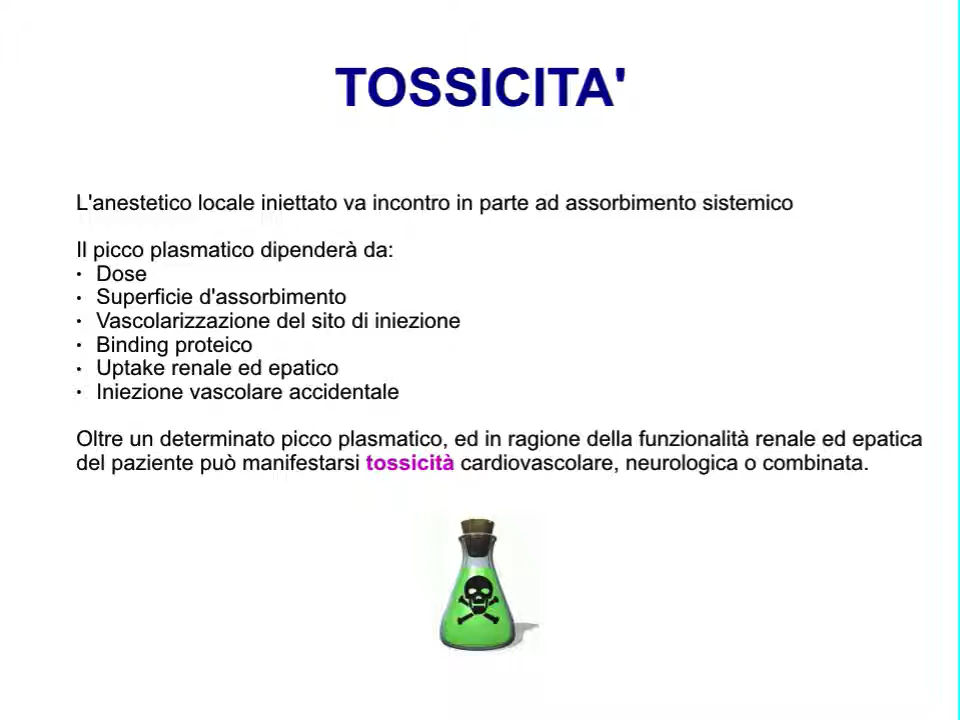 TOSSICITA'
L'anestetico locale iniettato va incontro in parte ad assorbimento sistemico
Il picco plasmatico dipenderà da:
• Dose
• Superficie d'assorbimento
• Vascolarizzazione del sito di iniezione
• Binding proteico
• Uptake renale ed epatico
• Iniezione vascolare accidentale
Oltre un determinato picco plasmatico, ed in ragione della funzionalità renale ed epatica
del paziente può manifestarsi tossicità cardiovascolare, neurologica o combinata.